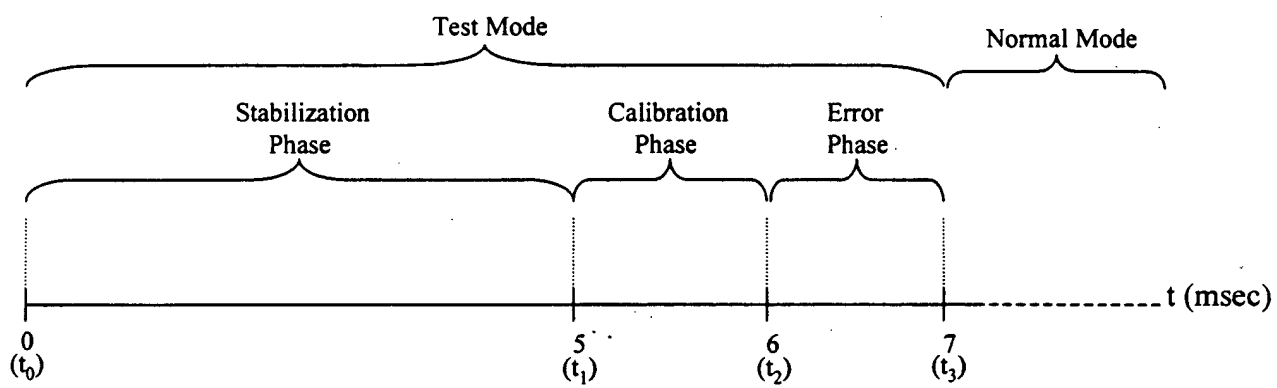 Test Mode
Normal Mode
Stabilization
Phase
Calibration
Phase
Error
Phase
t (msec)
0
(t₀)
5
(t₁)
6
(t₂)
7
(t₃)